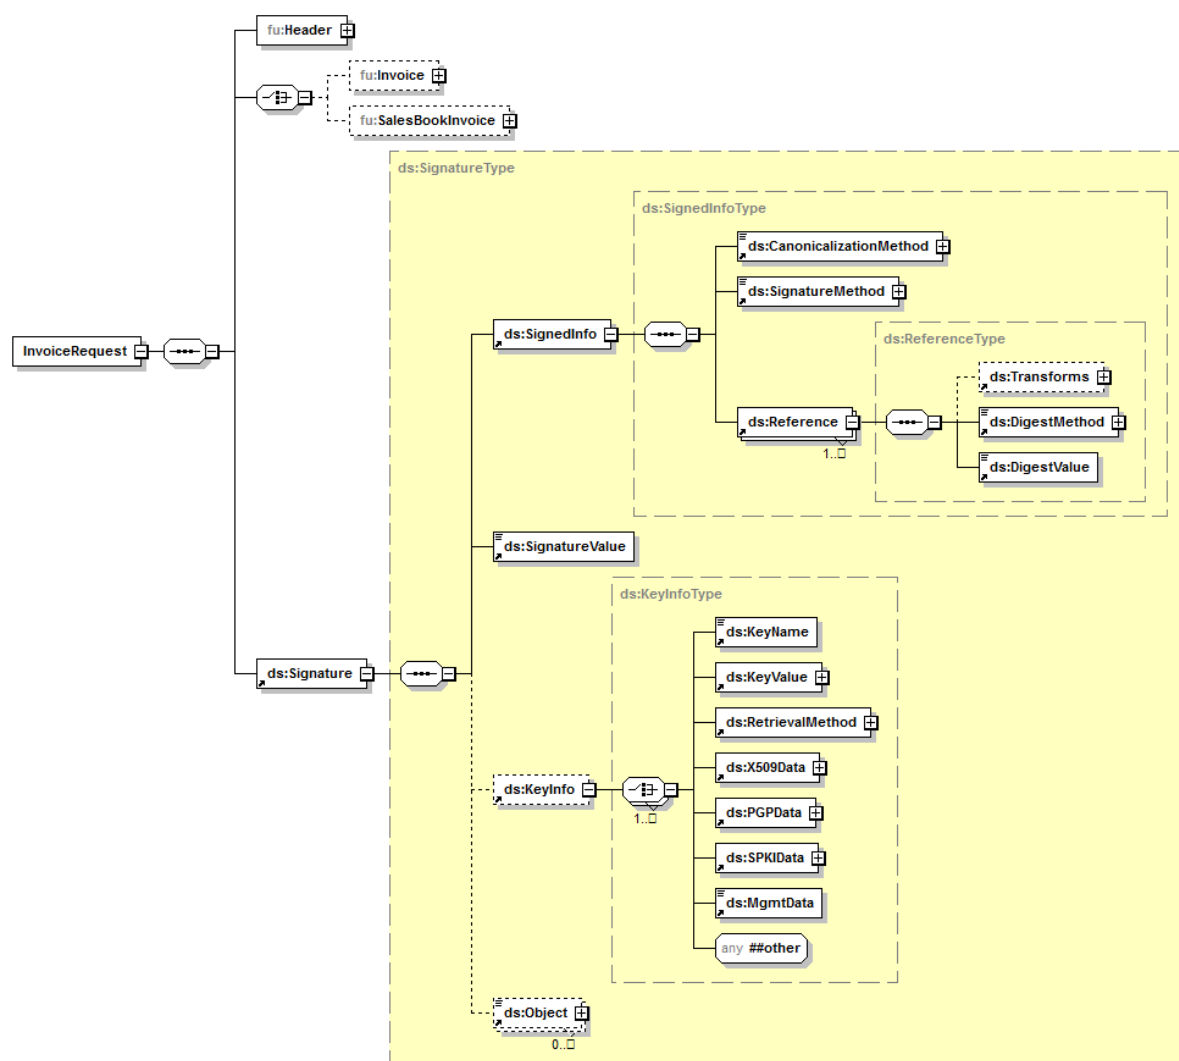 fu:Header
fu:Invoice
fu:SalesBookInvoice
ds:SignatureType
ds:SignedInfoType
ds:CanonicalizationMethod
ds:SignatureMethod
ds:SignedInfo
InvoiceRequest
ds:ReferenceType
ds:Transforms
ds:Reference
ds:DigestMethod
1..□
ds:DigestValue
ds:SignatureValue
ds:KeyInfoType
ds:KeyName
ds:Signature
ds:KeyValue
ds:RetrievalMethod
ds:X509Data
ds:KeyInfo
1..□
ds:PGPData
ds:SPKIData
ds:MgmtData
any ##other
ds:Object
0..□